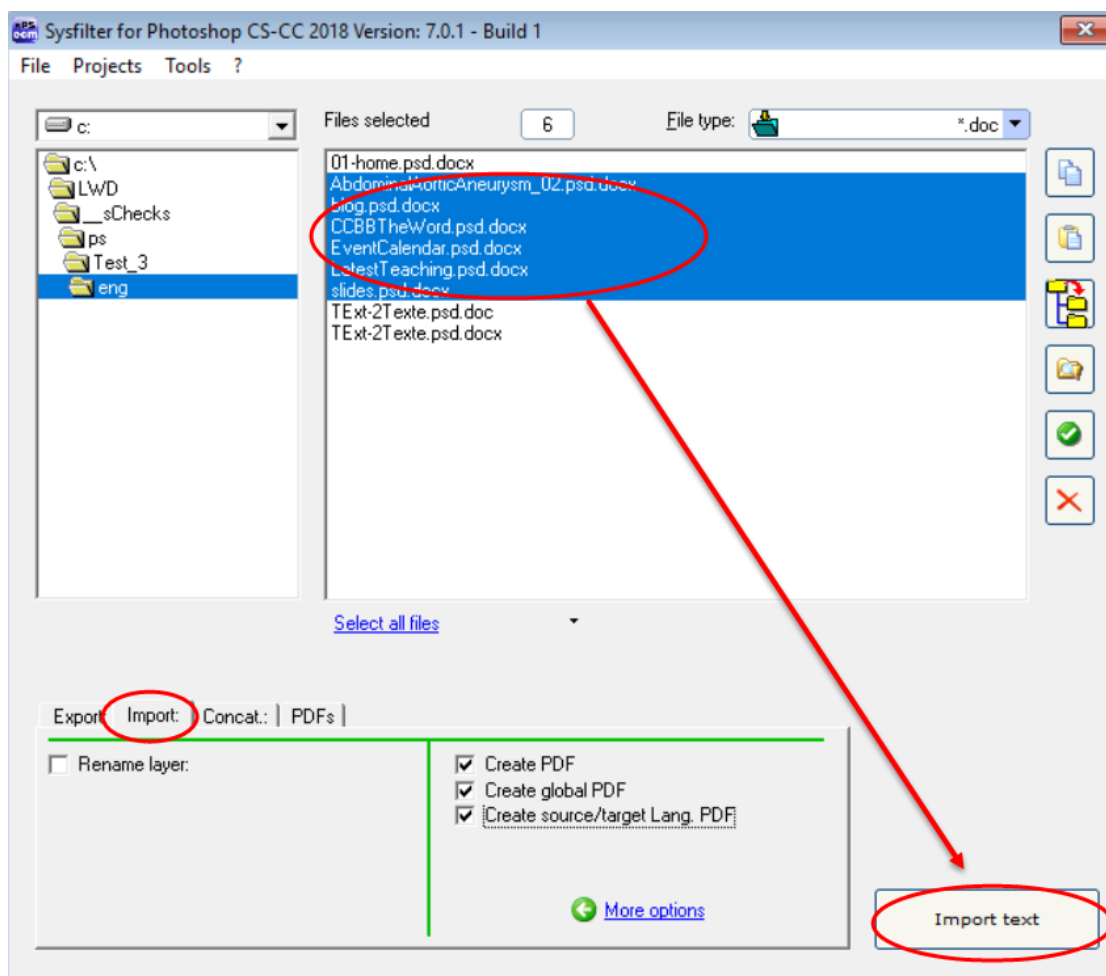 Sysfilter for Photoshop CS-CC 2018 Version: 7.0.1 - Build 1
File Projects Tools ?
c:
Files selected 6 File type: *.doc
c:\
LWD
__sChecks
ps
Test_3
eng
01-home.psd.docx
AbdominalAorticAneurysm_02.psd.docx
blog.psd.docx
CCBBTheWord.psd.docx
EventCalendar.psd.docx
LatestTeaching.psd.docx
slides.psd.docx
TExt-2Texte.psd.doc
TExt-2Texte.psd.docx
Select all files
Export Import: Concat.: PDFs
Rename layer:
Create PDF
Create global PDF
Create source/target Lang. PDF
More options
Import text